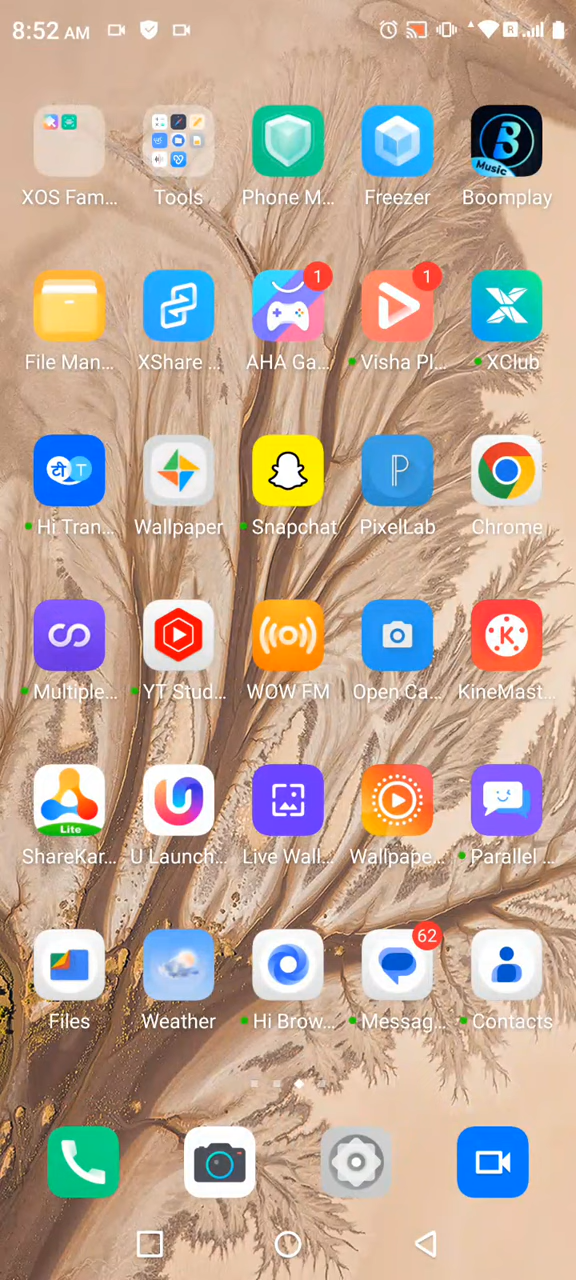 8:52 AM
R
XOS Fam... Tools Phone M... Freezer Boomplay
B
Music
1 1
File Man... XShare ... AHA Ga... Visha Pl... XClub
टी T
P
Hi Tran... Wallpaper Snapchat PixelLab Chrome
K
Multiple... YT Stud... WOW FM Open Ca... KineMast...
Lite
ShareKar... U Launch... Live Wall... Wallpape... Parallel ...
62
Files Weather Hi Brow... Messag... Contacts